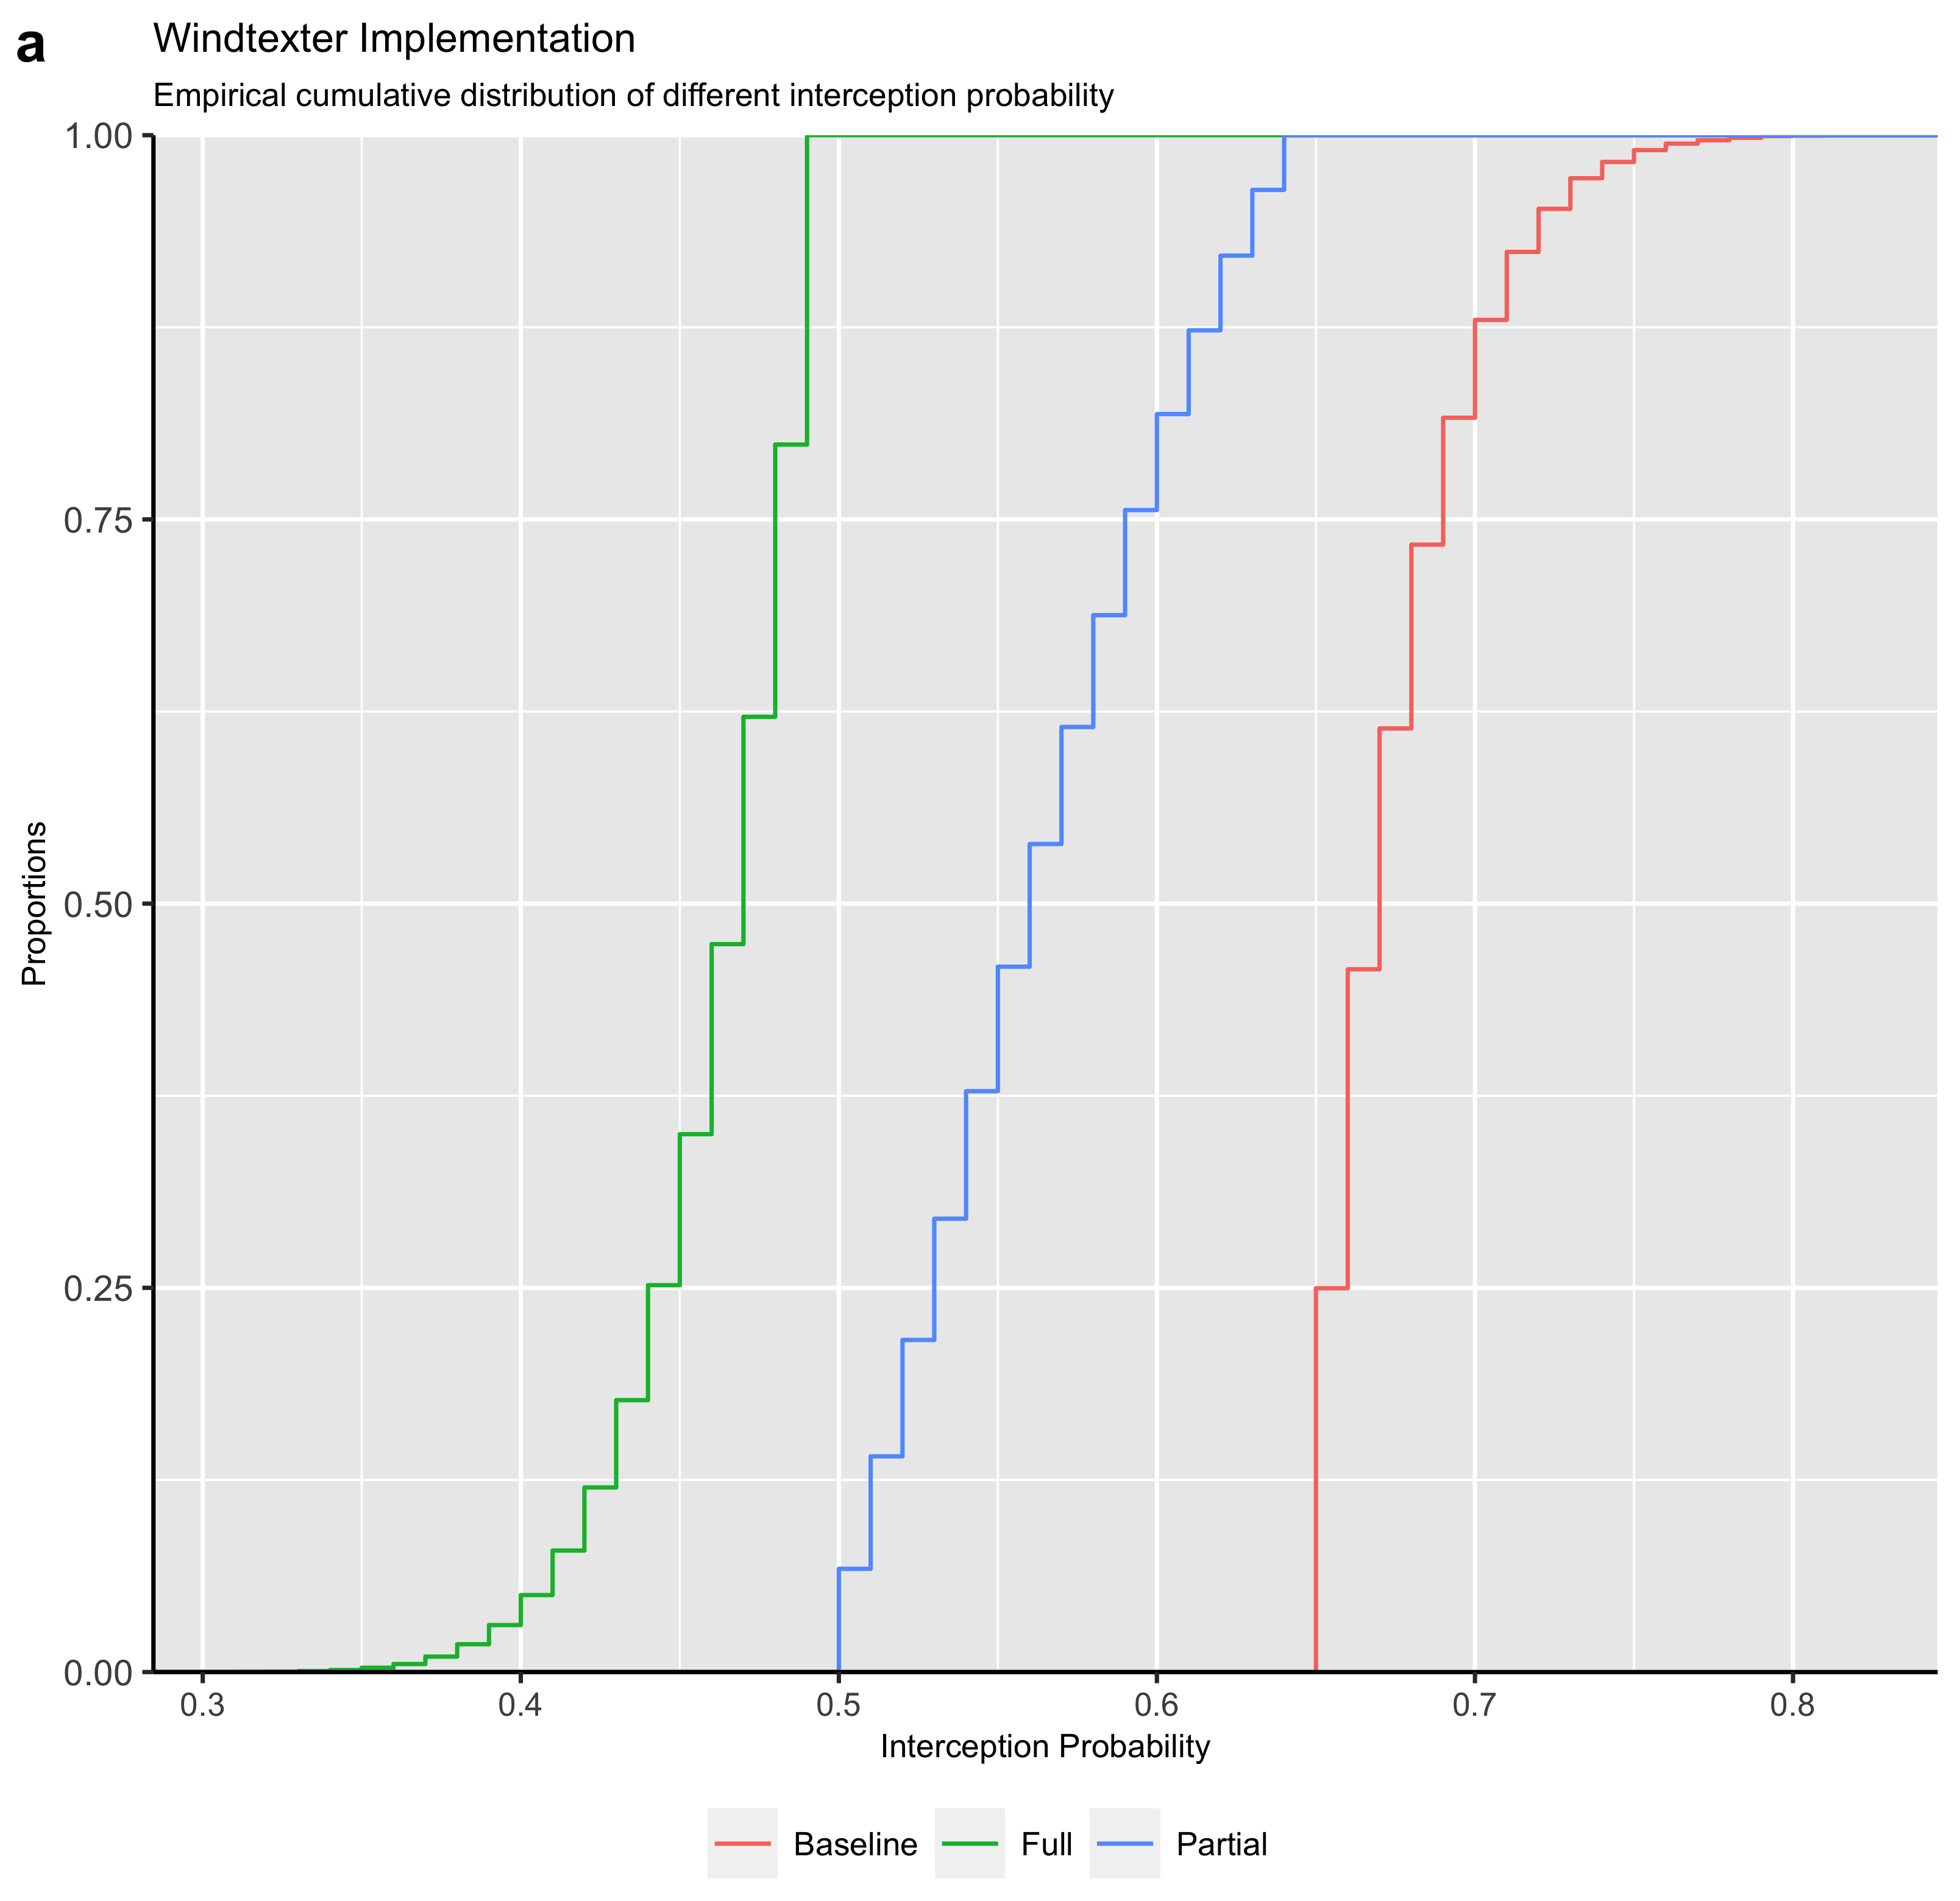 a
Windtexter Implementation
Empirical cumulative distribution of different interception probability
1.00
0.75
0.50
0.25
0.00
Proportions
0.3 0.4 0.5 0.6 0.7 0.8
Interception Probability
Baseline Full Partial